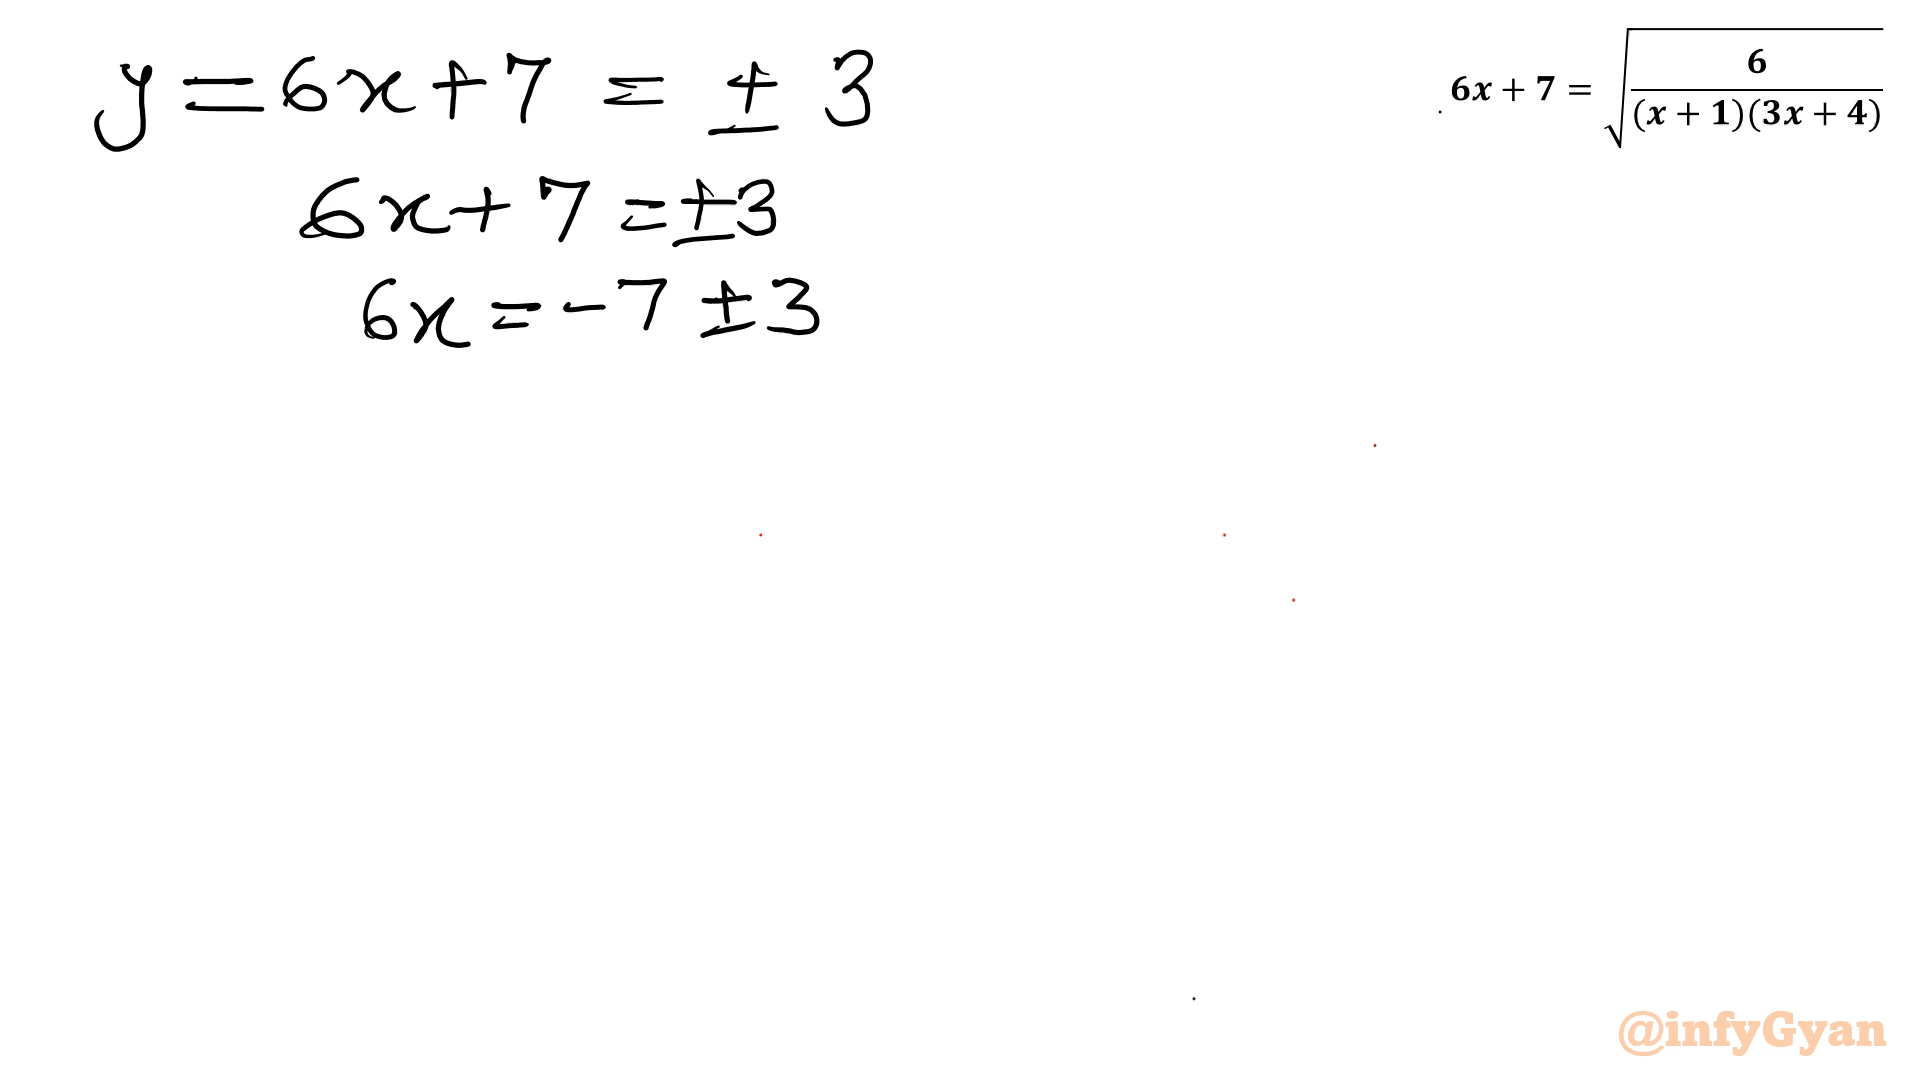 y = 6x + 7 = ± 3
6x + 7 = ± 3
6x = - 7 ± 3
6x + 7 = √(6/((x + 1)(3x + 4)))
@infyGyan